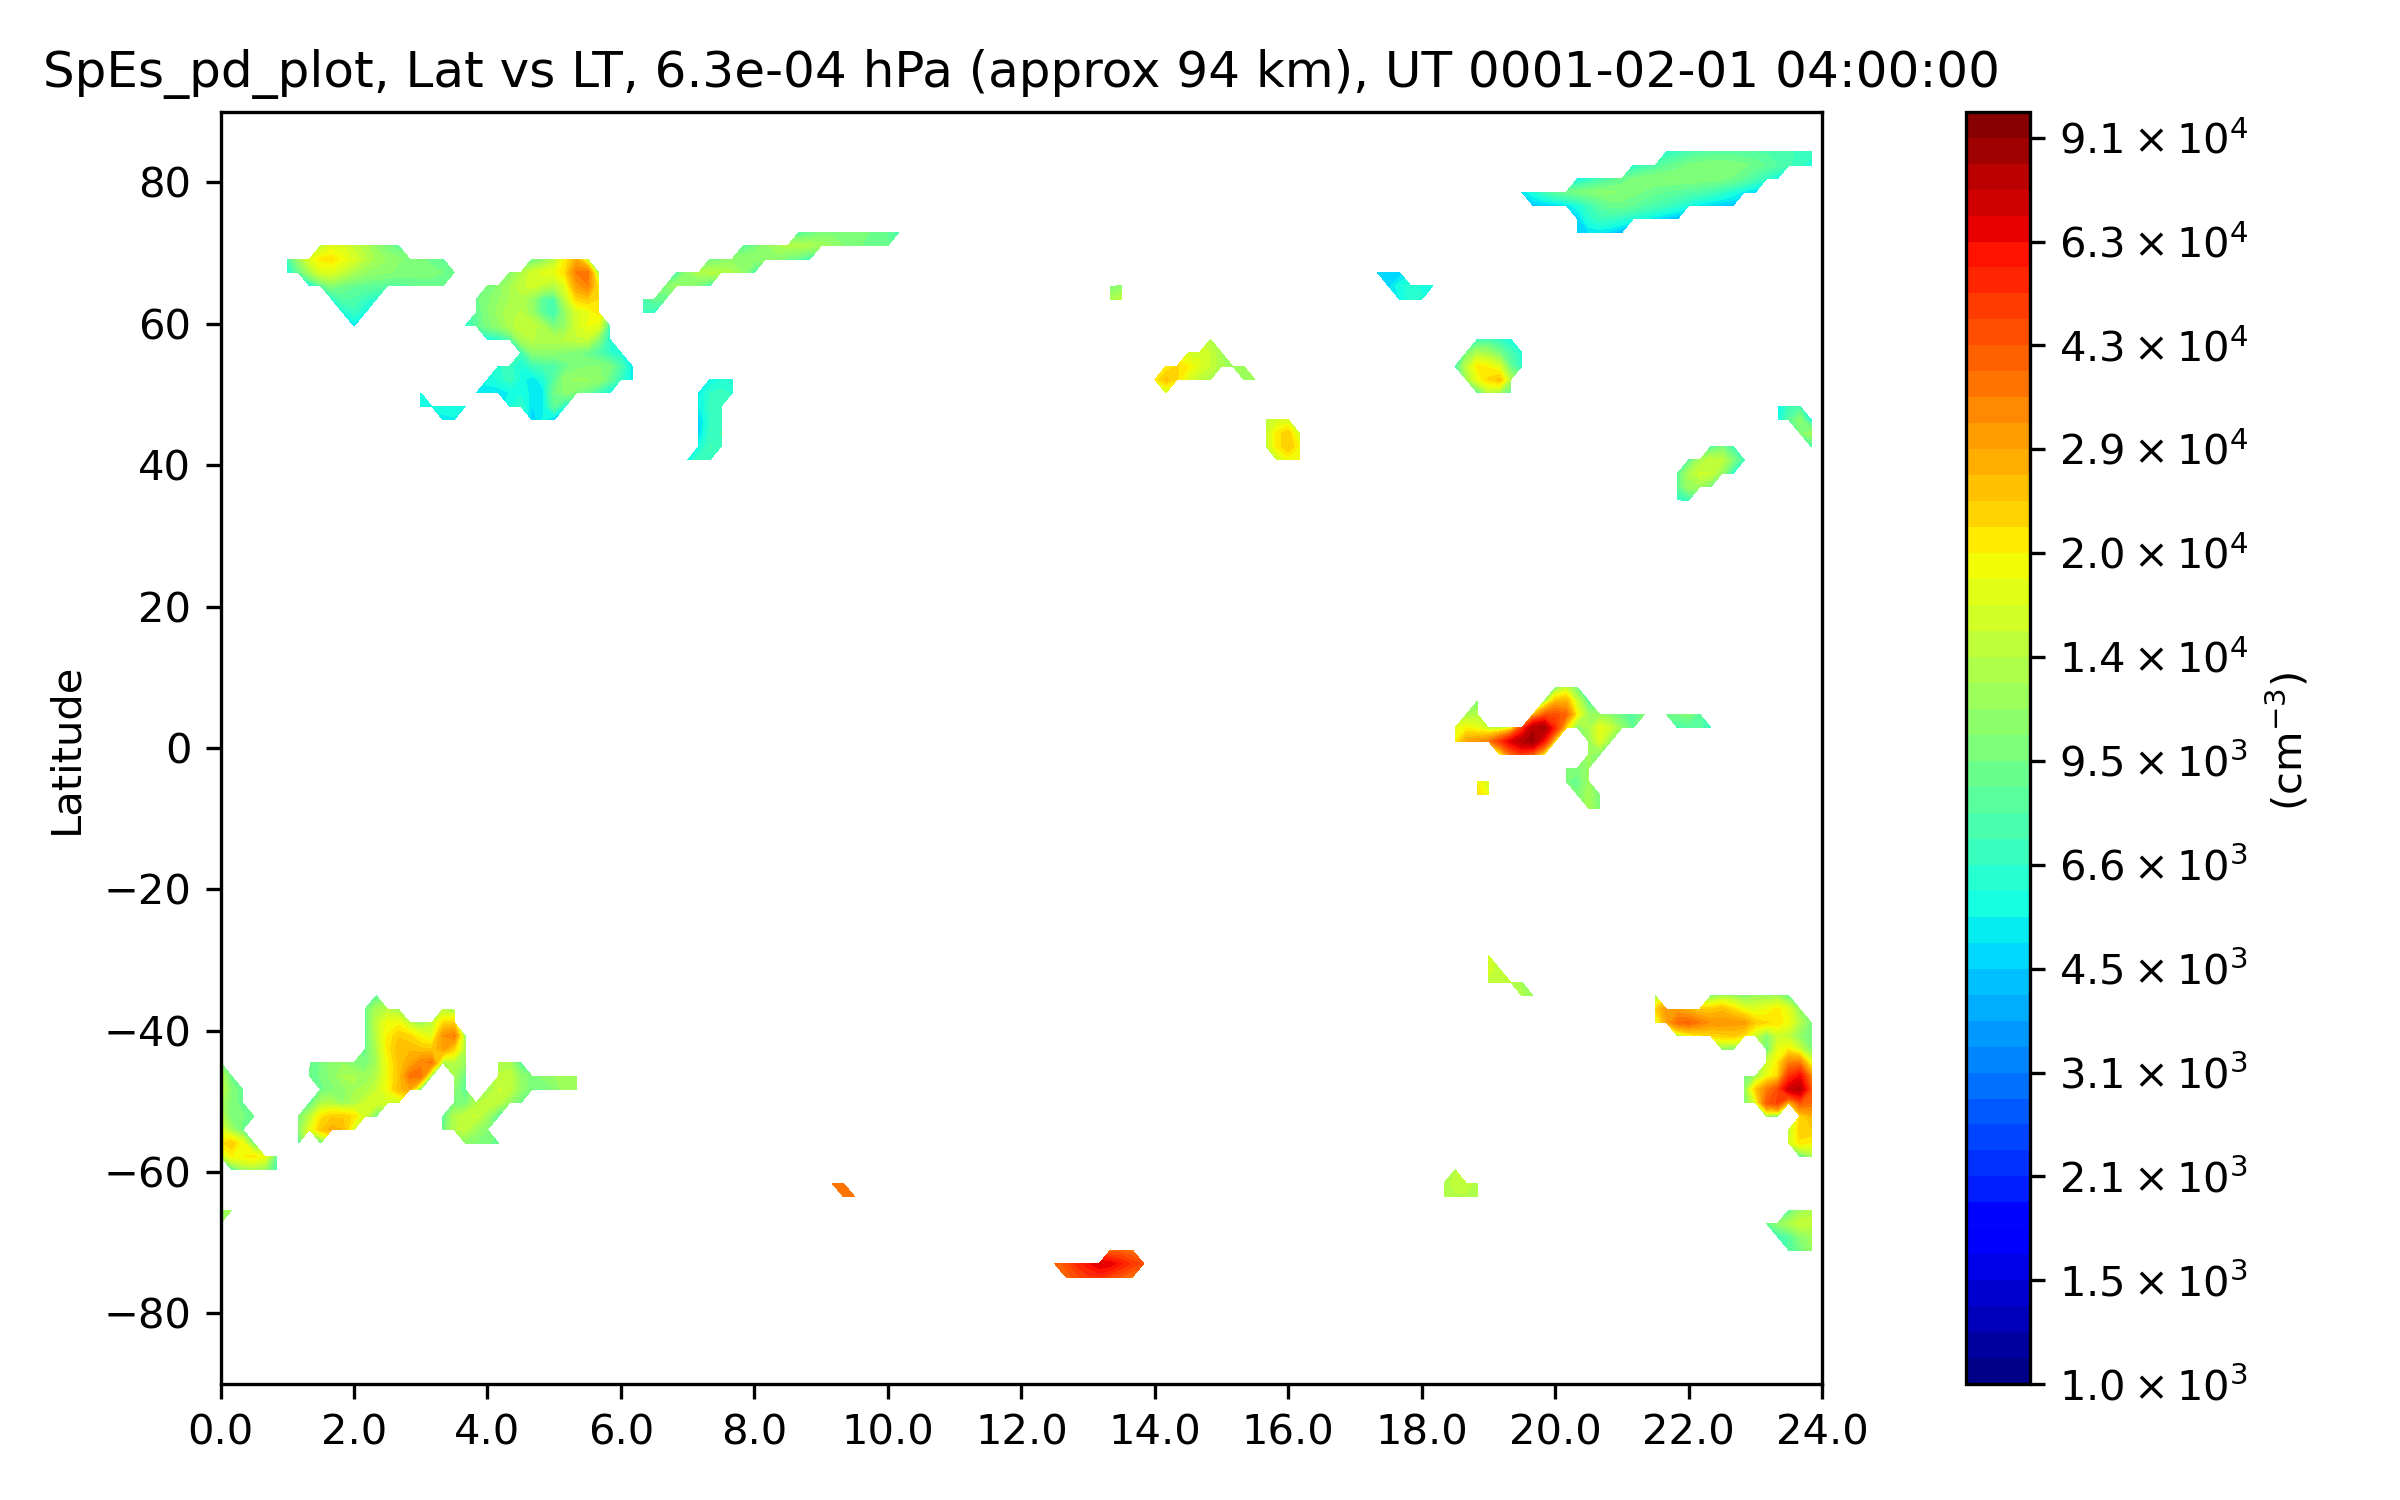 SpEs_pd_plot, Lat vs LT, 6.3e-04 hPa (approx 94 km), UT 0001-02-01 04:00:00
Latitude
80
60
40
20
0
−20
−40
−60
−80
0.0 2.0 4.0 6.0 8.0 10.0 12.0 14.0 16.0 18.0 20.0 22.0 24.0
9.1 × 10⁴
6.3 × 10⁴
4.3 × 10⁴
2.9 × 10⁴
2.0 × 10⁴
1.4 × 10⁴
9.5 × 10³
6.6 × 10³
4.5 × 10³
3.1 × 10³
2.1 × 10³
1.5 × 10³
1.0 × 10³
(cm⁻³)